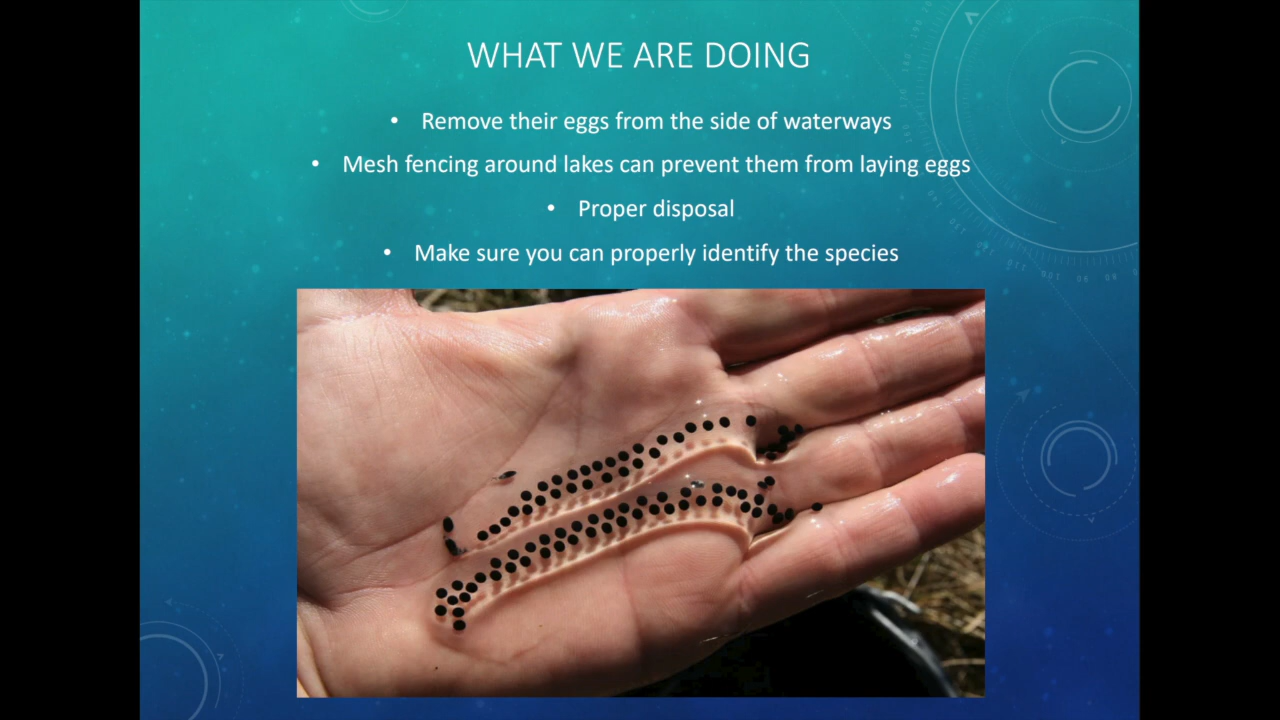 WHAT WE ARE DOING
• Remove their eggs from the side of waterways
• Mesh fencing around lakes can prevent them from laying eggs
• Proper disposal
• Make sure you can properly identify the species